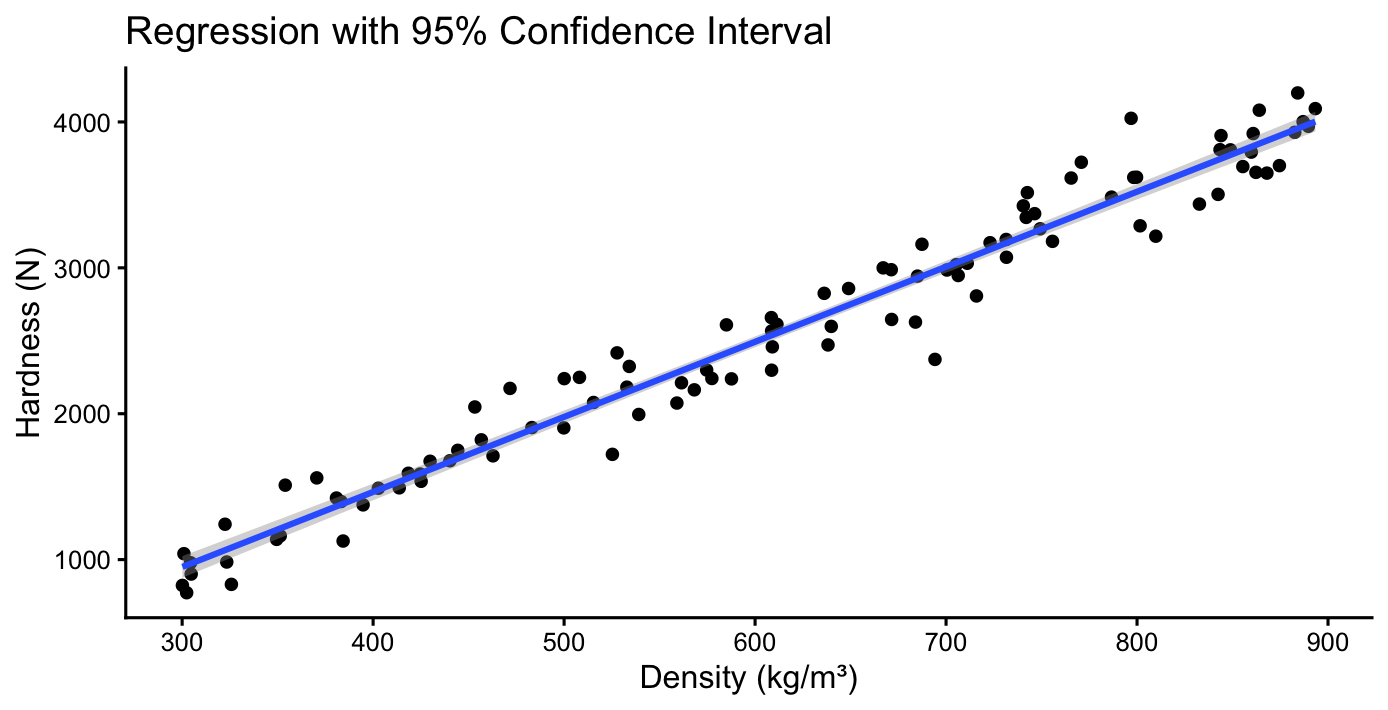 Regression with 95% Confidence Interval
Hardness (N)
4000
3000
2000
1000
300 400 500 600 700 800 900
Density (kg/m³)